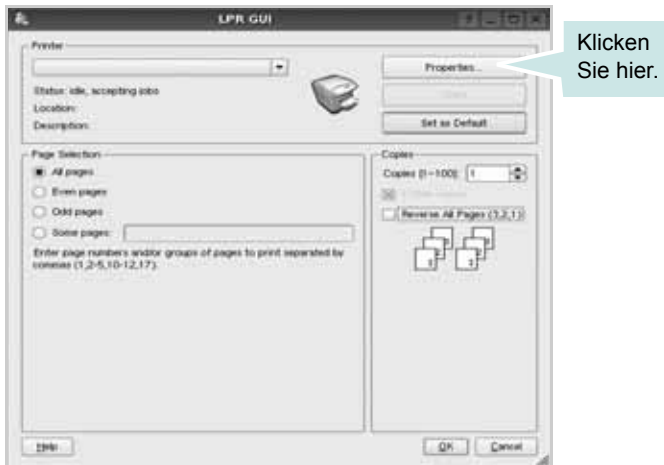 LPR GUI
Printer
Properties...
Status: idle, accepting jobs
Location:
Description:
Set as Default
Klicken
Sie hier.
Page Selection
All pages
Even pages
Odd pages
Some pages:
Enter page numbers and/or groups of pages to print separated by
commas (1,2-5,10-12,17).
Copies
Copies [1~100]: 1
Reverse All Pages (3,2,1)
Help
OK
Cancel